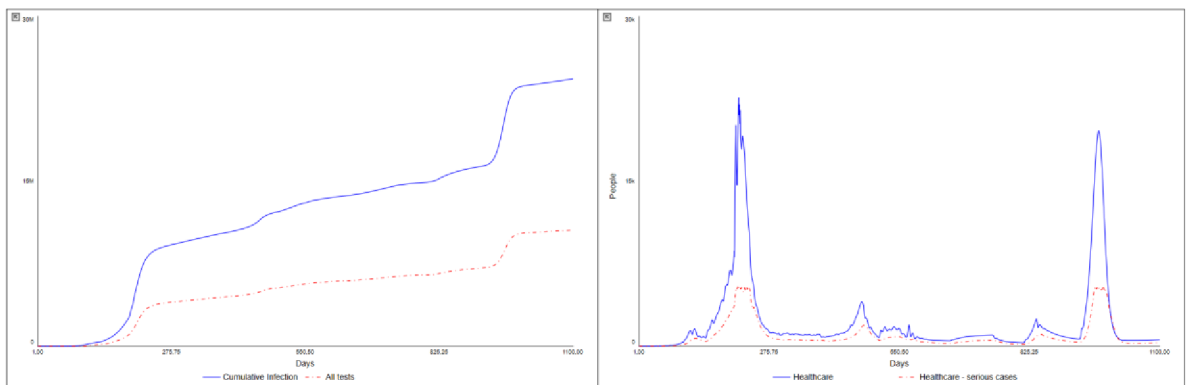 30M
15M
0
1,00 275,75 550,50 825,25 1100,00
Days
Cumulative Infection All tests
30k
15k
People
0
1,00 275,75 550,50 825,25 1100,00
Days
Healthcare Healthcare - serious cases